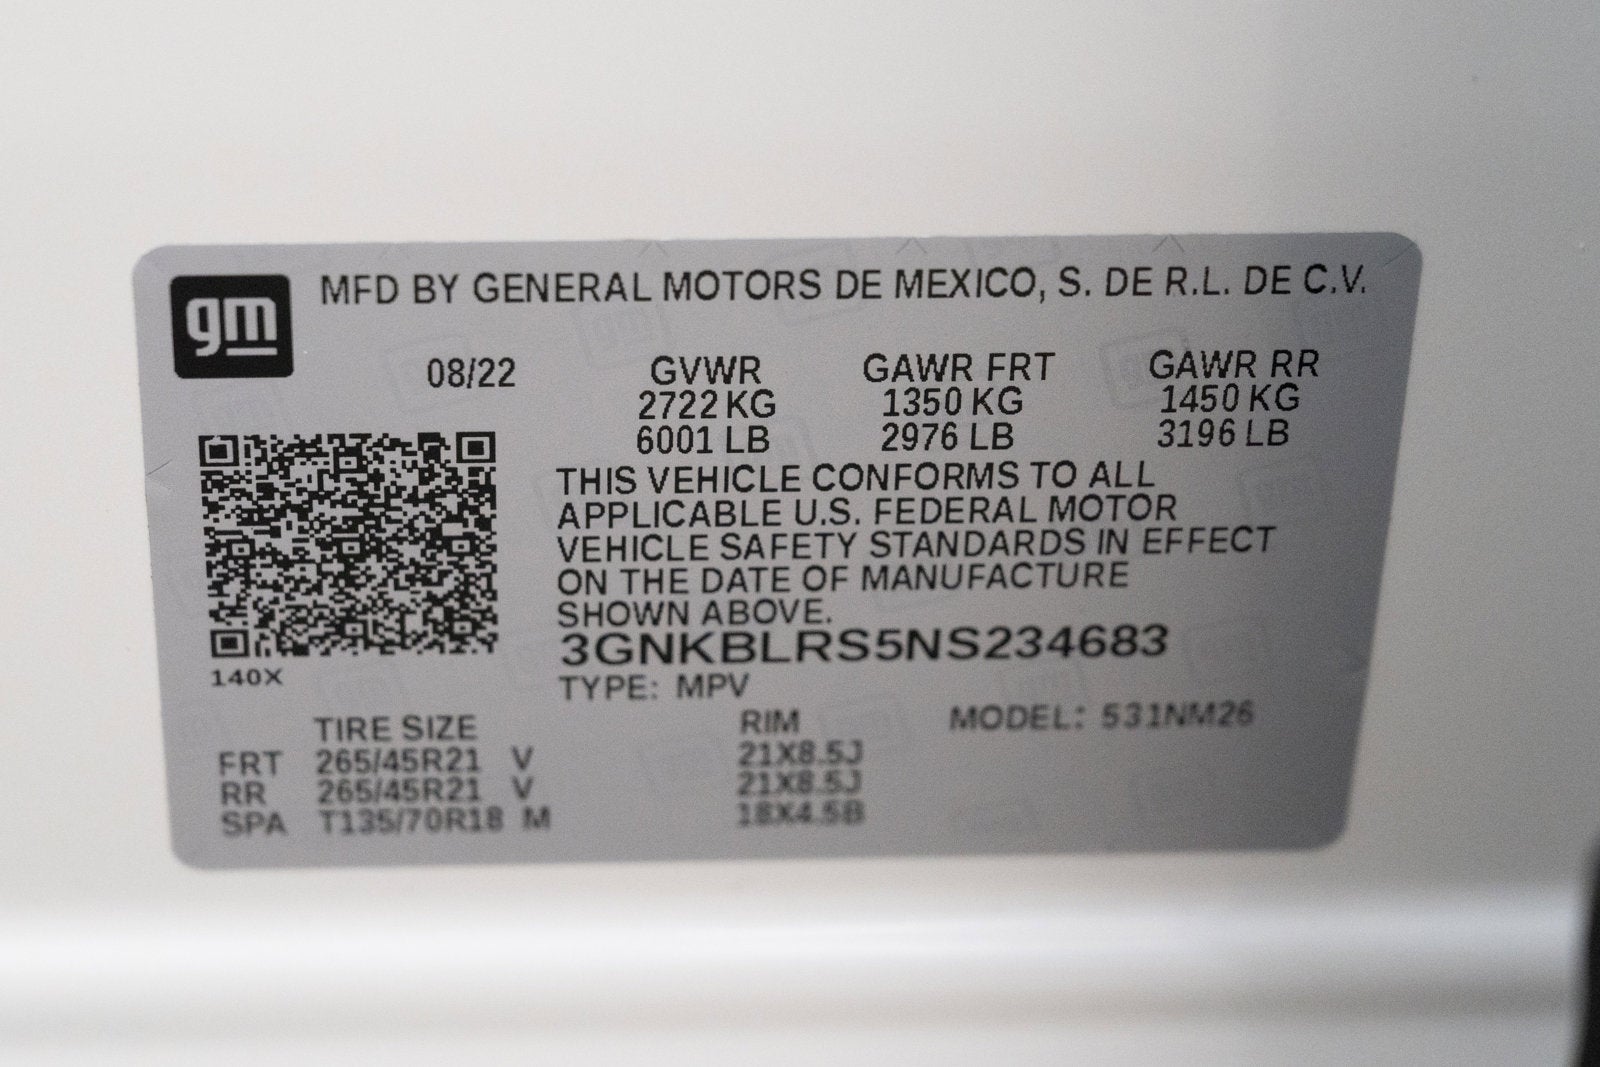 gm
MFD BY GENERAL MOTORS DE MEXICO, S. DE R.L. DE C.V.
08/22 GVWR GAWR FRT GAWR RR
2722 KG 1350 KG 1450 KG
6001 LB 2976 LB 3196 LB
THIS VEHICLE CONFORMS TO ALL
APPLICABLE U.S. FEDERAL MOTOR
VEHICLE SAFETY STANDARDS IN EFFECT
ON THE DATE OF MANUFACTURE
SHOWN ABOVE.
3GNKBLRS5NS234683
140X
TYPE: MPV
TIRE SIZE RIM MODEL: 531NM26
FRT 265/45R21 V 21X8.5J
RR 265/45R21 V 21X8.5J
SPA T135/70R18 M 18X4.5B